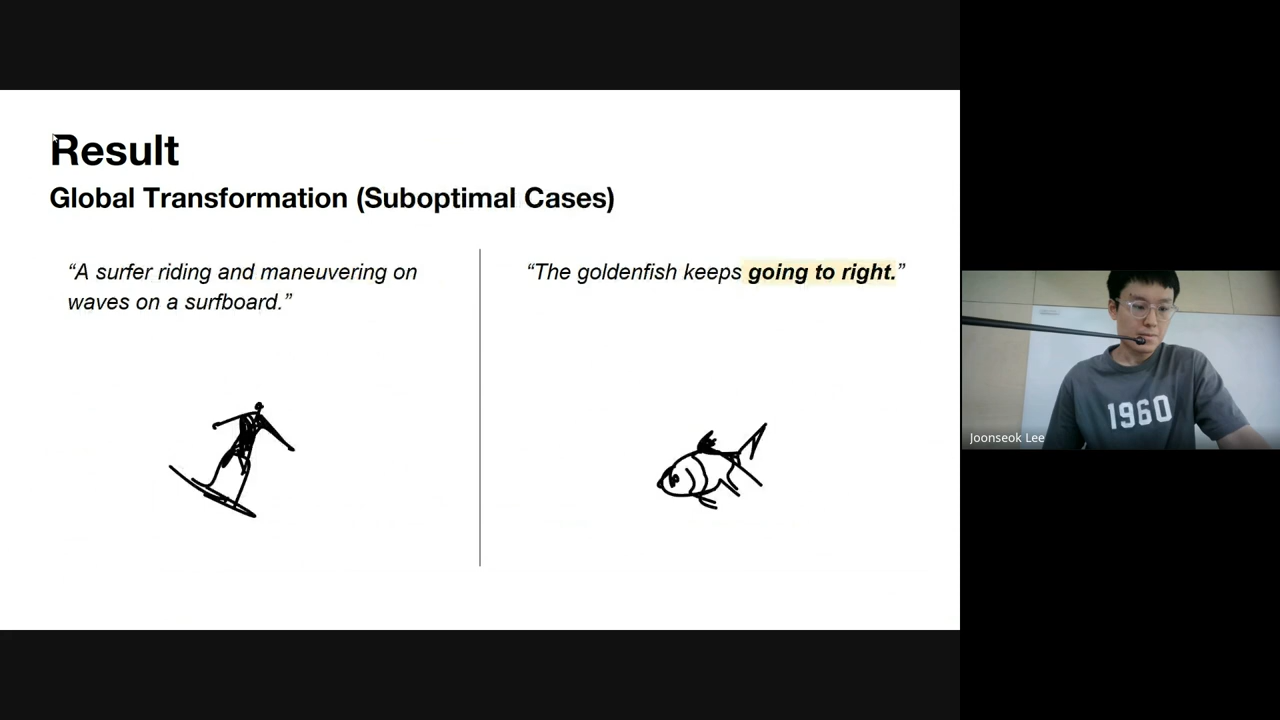 Result
Global Transformation (Suboptimal Cases)
“A surfer riding and maneuvering on
waves on a surfboard.”
“The goldenfish keeps going to right.”
1960
Joonseok Lee